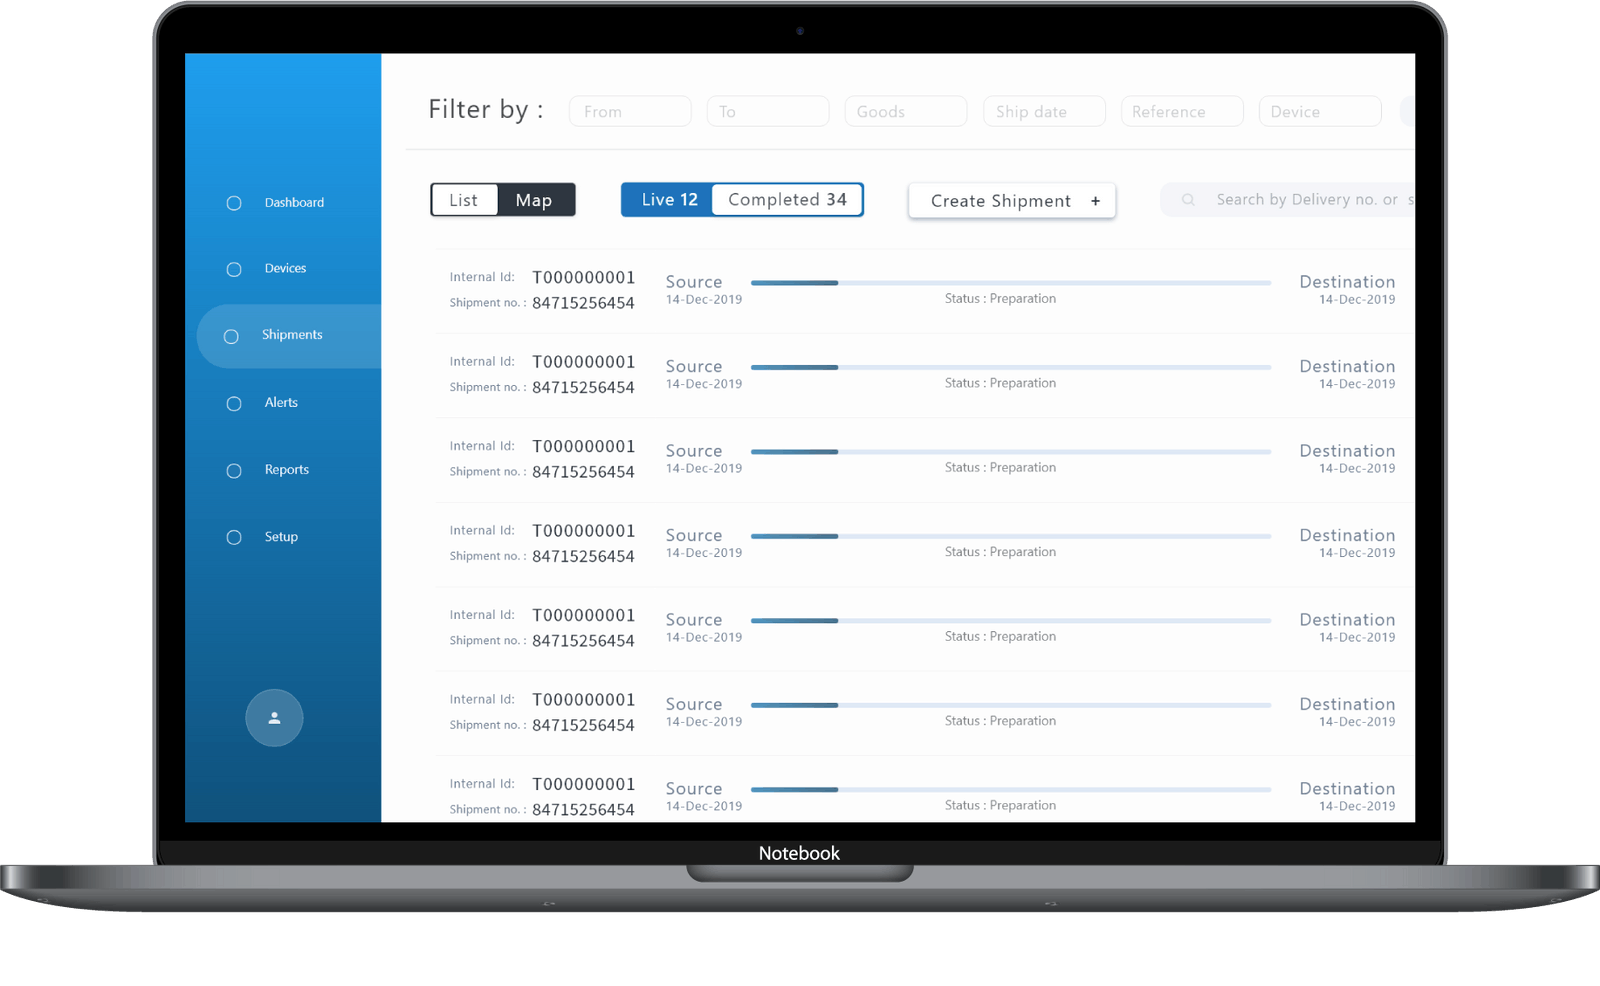 Filter by : From To Goods Ship date Reference Device
List Map Live 12 Completed 34 Create Shipment + Search by Delivery no. or s
Dashboard
Devices
Shipments
Alerts
Reports
Setup
Internal Id: T000000001 Source Destination
Shipment no. : 84715256454 14-Dec-2019 Status : Preparation 14-Dec-2019
Internal Id: T000000001 Source Destination
Shipment no. : 84715256454 14-Dec-2019 Status : Preparation 14-Dec-2019
Internal Id: T000000001 Source Destination
Shipment no. : 84715256454 14-Dec-2019 Status : Preparation 14-Dec-2019
Internal Id: T000000001 Source Destination
Shipment no. : 84715256454 14-Dec-2019 Status : Preparation 14-Dec-2019
Internal Id: T000000001 Source Destination
Shipment no. : 84715256454 14-Dec-2019 Status : Preparation 14-Dec-2019
Internal Id: T000000001 Source Destination
Shipment no. : 84715256454 14-Dec-2019 Status : Preparation 14-Dec-2019
Internal Id: T000000001 Source Destination
Shipment no. : 84715256454 14-Dec-2019 Status : Preparation 14-Dec-2019
Notebook